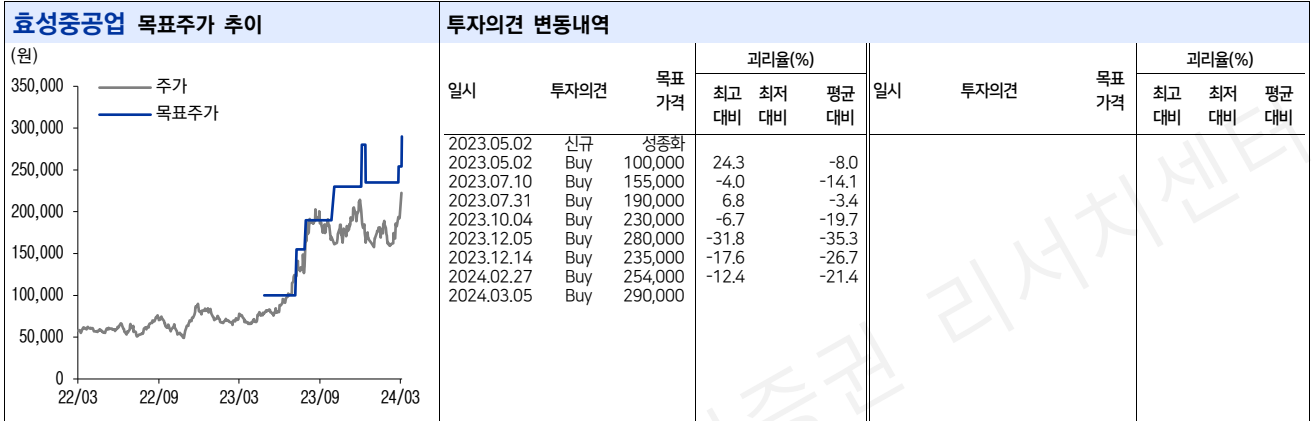 효성중공업 목표주가 추이
(원)
350,000
300,000
250,000
200,000
150,000
100,000
50,000
0
22/03 22/09 23/03 23/09 24/03
주가
목표주가
투자의견 변동내역
일시 투자의견 목표가격 괴리율(%)
최고대비 최저대비 평균대비
일시 투자의견 목표가격 괴리율(%)
최고대비 최저대비 평균대비
2023.05.02 신규 성종화
2023.05.02 Buy 100,000 24.3 -8.0
2023.07.10 Buy 155,000 -4.0 -14.1
2023.07.31 Buy 190,000 6.8 -3.4
2023.10.04 Buy 230,000 -6.7 -19.7
2023.12.05 Buy 280,000 -31.8 -35.3
2023.12.14 Buy 235,000 -17.6 -26.7
2024.02.27 Buy 254,000 -12.4 -21.4
2024.03.05 Buy 290,000
증권 리서치센터